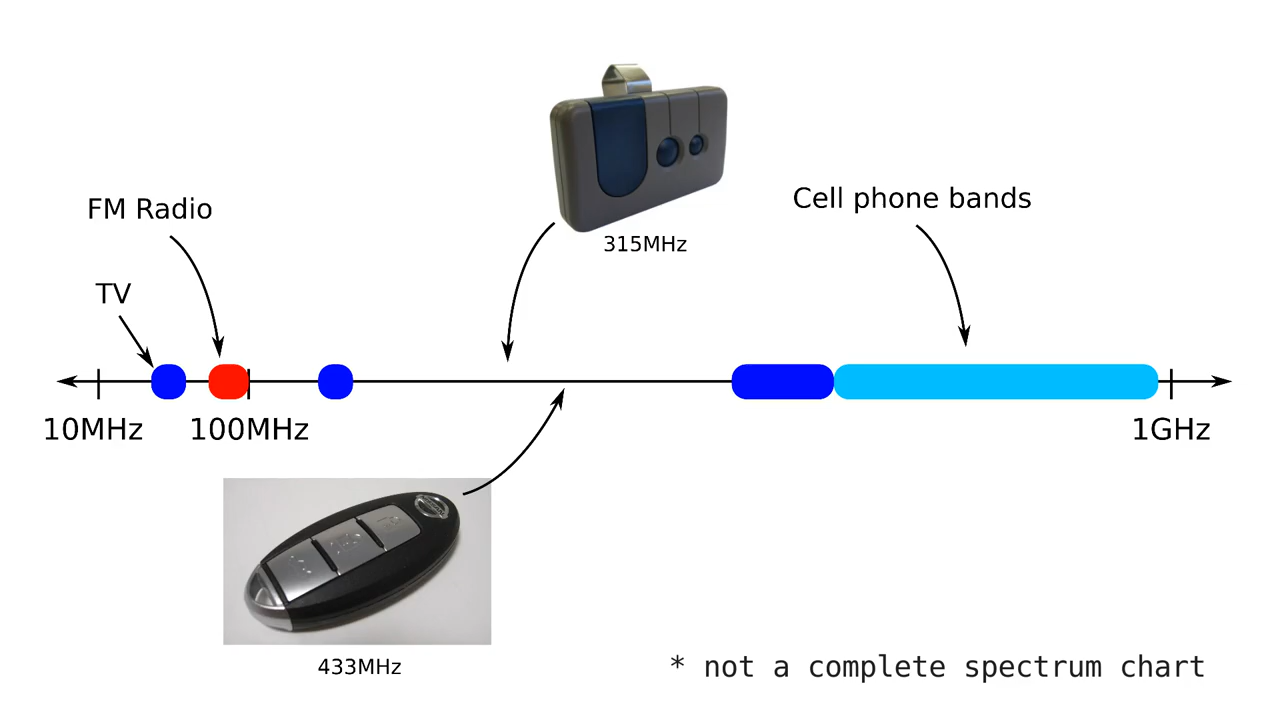 315MHz
Cell phone bands
FM Radio
TV
10MHz
100MHz
1GHz
433MHz
* not a complete spectrum chart